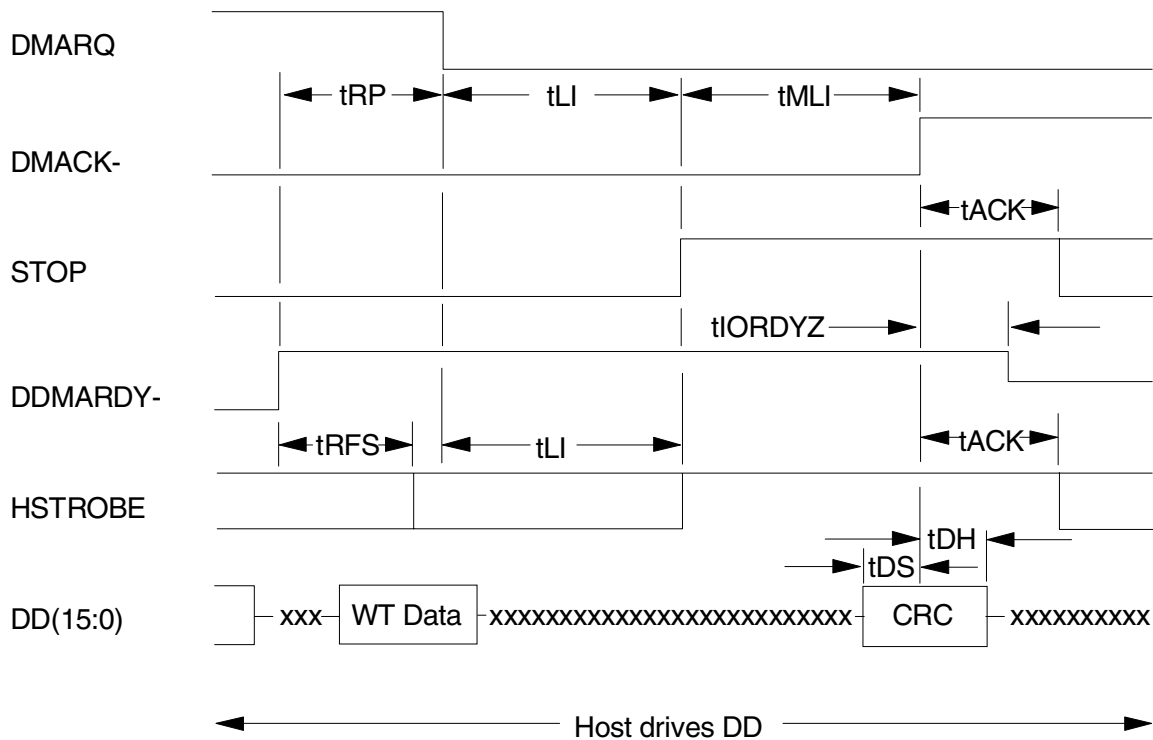 DMARQ
tRP
tLI
tMLI
DMACK-
tACK
STOP
tIORDYZ
DDMARDY-
tRFS
tLI
tACK
HSTROBE
tDH
tDS
DD(15:0)
xxx
WT Data
xxxxxxxxxxxxxxxxxxxxxxxxxx
CRC
xxxxxxxxxx
Host drives DD